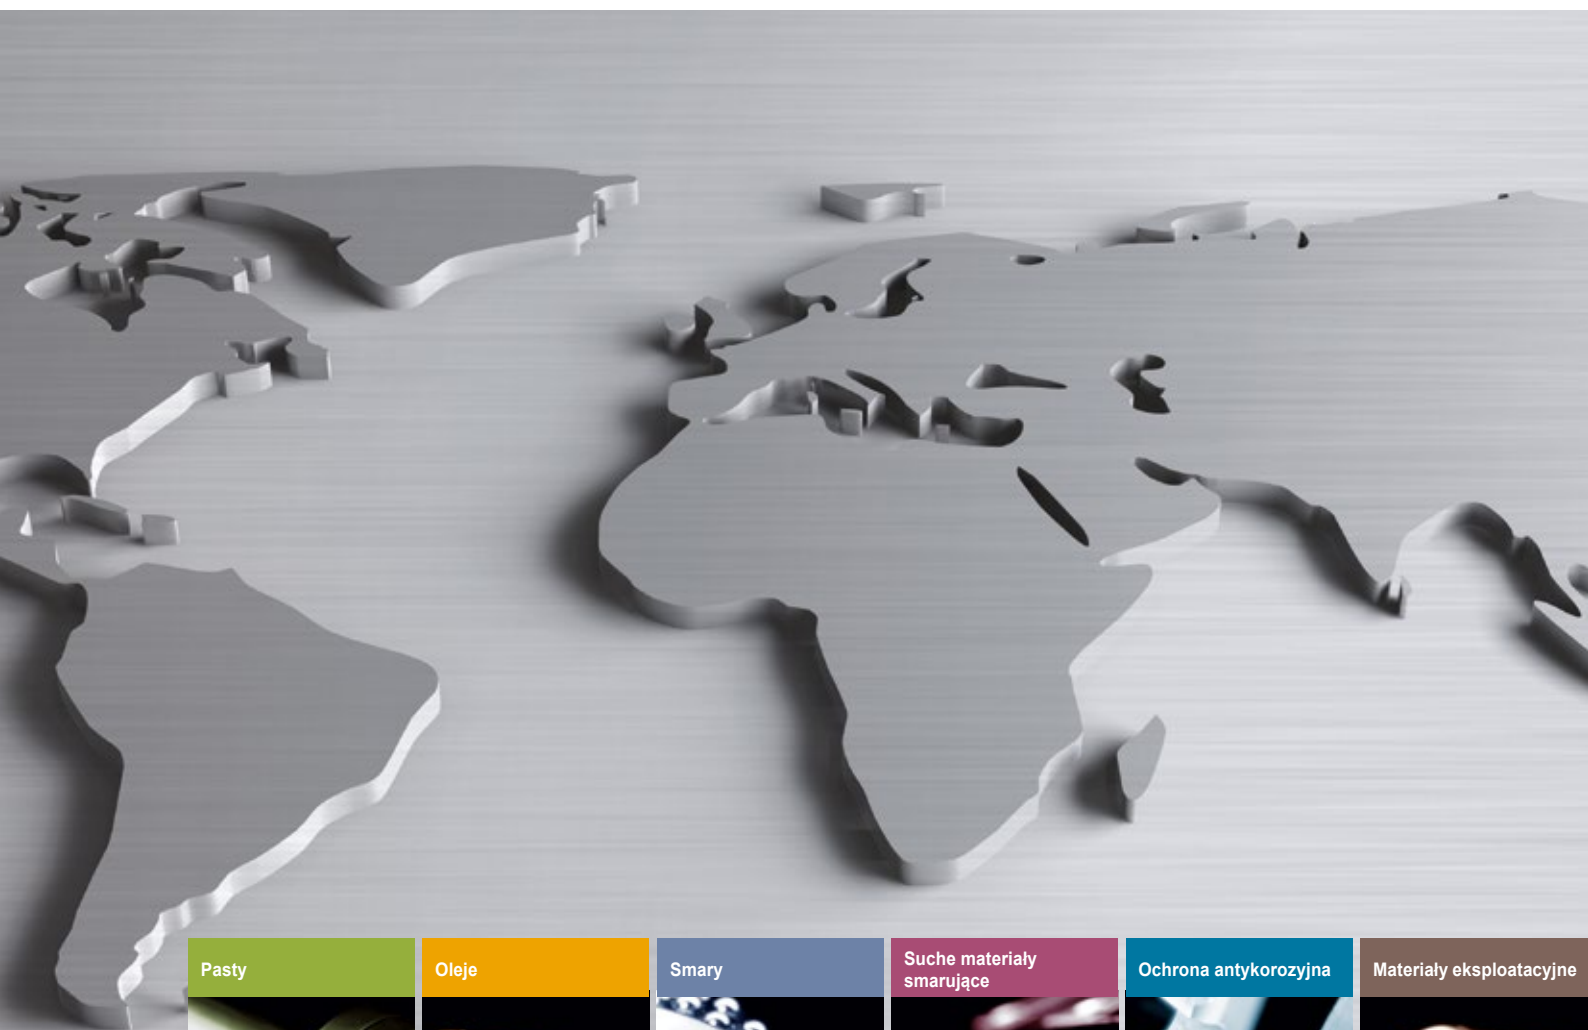 Pasty
Oleje
Smary
Suche materiały
smarujące
Ochrona antykorozyjna
Materiały eksploatacyjne